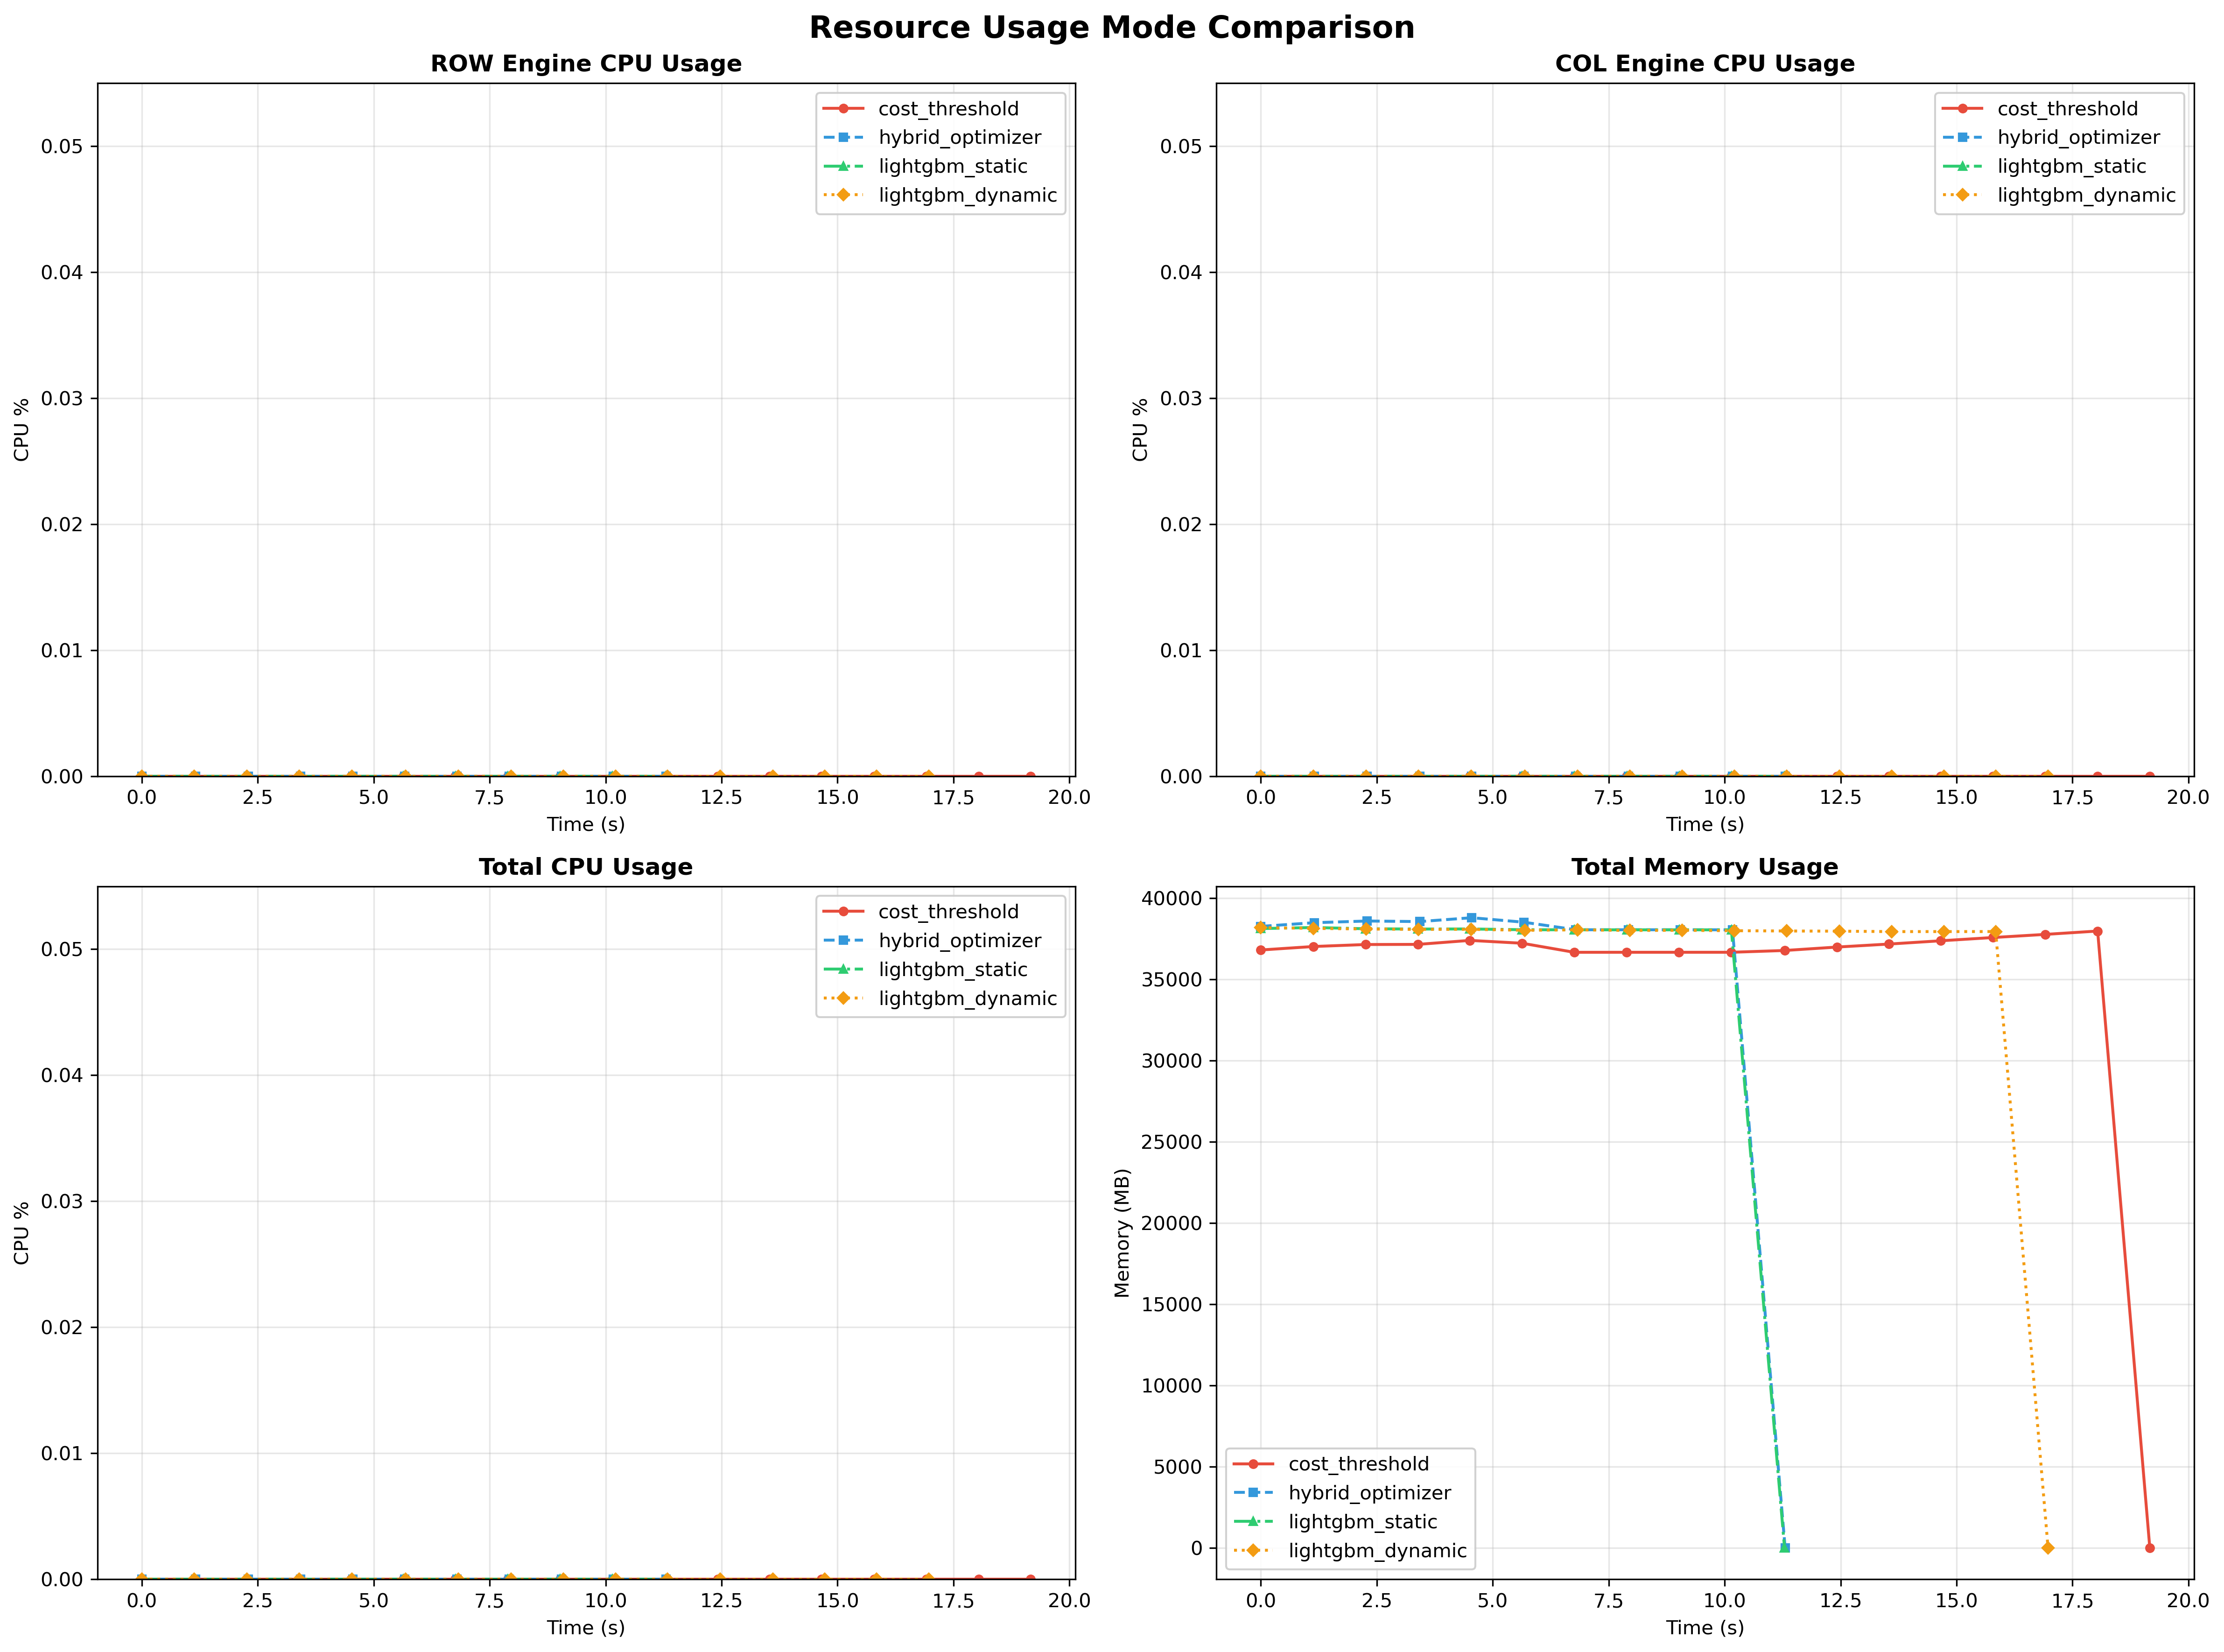 Resource Usage Mode Comparison
ROW Engine CPU Usage
CPU %
0.05
0.04
0.03
0.02
0.01
0.00
cost_threshold
hybrid_optimizer
lightgbm_static
lightgbm_dynamic
0.0 2.5 5.0 7.5 10.0 12.5 15.0 17.5 20.0
Time (s)
COL Engine CPU Usage
CPU %
0.05
0.04
0.03
0.02
0.01
0.00
cost_threshold
hybrid_optimizer
lightgbm_static
lightgbm_dynamic
0.0 2.5 5.0 7.5 10.0 12.5 15.0 17.5 20.0
Time (s)
Total CPU Usage
CPU %
0.05
0.04
0.03
0.02
0.01
0.00
cost_threshold
hybrid_optimizer
lightgbm_static
lightgbm_dynamic
0.0 2.5 5.0 7.5 10.0 12.5 15.0 17.5 20.0
Time (s)
Total Memory Usage
Memory (MB)
40000
35000
30000
25000
20000
15000
10000
5000
0
cost_threshold
hybrid_optimizer
lightgbm_static
lightgbm_dynamic
0.0 2.5 5.0 7.5 10.0 12.5 15.0 17.5 20.0
Time (s)